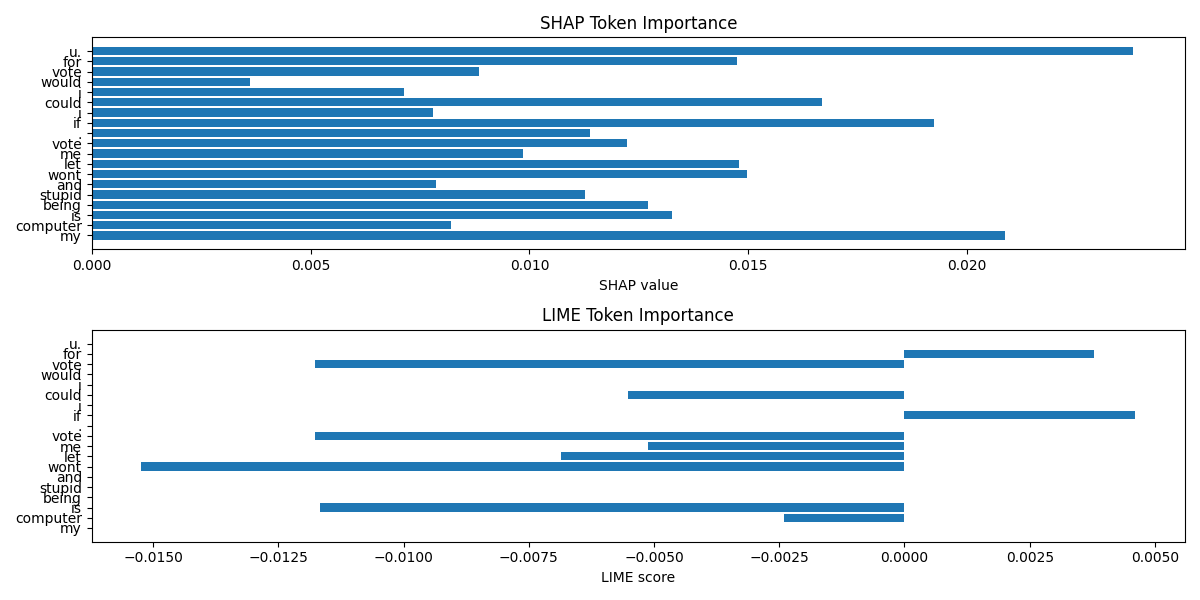 SHAP Token Importance
u.
for
vote
would
i
could
i
if
.
vote
me
let
wont
and
stupid
being
is
computer
my
0.000 0.005 0.010 0.015 0.020
SHAP value
LIME Token Importance
u.
for
vote
would
i
could
i
if
.
vote
me
let
wont
and
stupid
being
is
computer
my
−0.0150 −0.0125 −0.0100 −0.0075 −0.0050 −0.0025 0.0000 0.0025 0.0050
LIME score